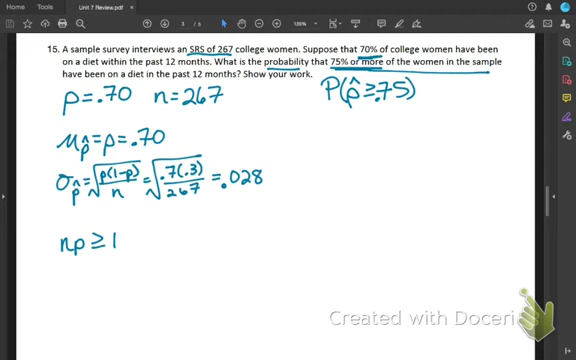 Home Tools Unit 7 Review.pdf ×
3 / 5 139%
15. A sample survey interviews an SRS of 267 college women. Suppose that 70% of college women have been
on a diet within the past 12 months. What is the probability that 75% or more of the women in the sample
have been on a diet in the past 12 months? Show your work.
p = .70 n = 267 P(p̂ ≥ .75)
μp̂ = p = .70
σp̂ = √(p(1-p)/n) = √(.7(.3)/267) = .028
np ≥ 1
Created with Doceri